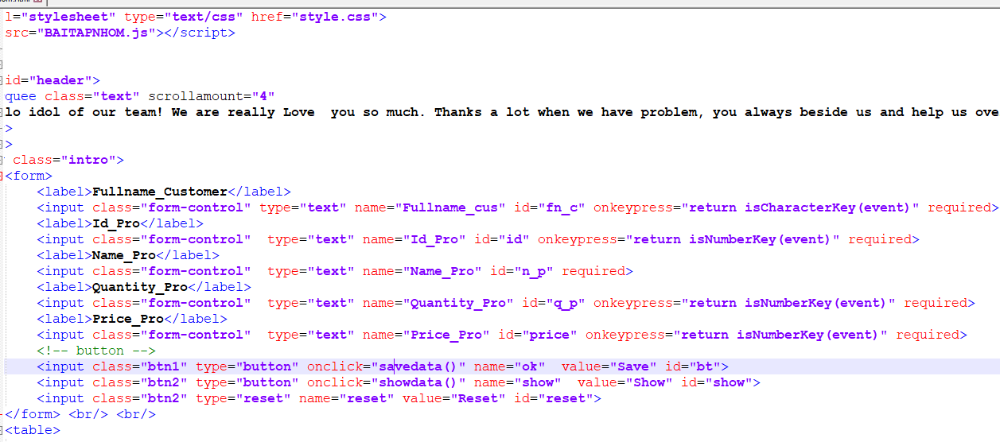 l="stylesheet" type="text/css" href="style.css">
src="BAITAPNHOM.js"></script>
id="header">
quee class="text" scrollamount="4"
lo idol of our team! We are really Love  you so much. Thanks a lot when we have problem, you always beside us and help us ove
>
>
class="intro">
<form>
<label>Fullname_Customer</label>
<input class="form-control" type="text" name="Fullname_cus" id="fn_c" onkeypress="return isCharacterKey(event)" required>
<label>Id_Pro</label>
<input class="form-control"  type="text" name="Id_Pro" id="id" onkeypress="return isNumberKey(event)" required>
<label>Name_Pro</label>
<input class="form-control"  type="text" name="Name_Pro" id="n_p" required>
<label>Quantity_Pro</label>
<input class="form-control"  type="text" name="Quantity_Pro" id="q_p" onkeypress="return isNumberKey(event)" required>
<label>Price_Pro</label>
<input class="form-control"  type="text" name="Price_Pro" id="price" onkeypress="return isNumberKey(event)" required>
<!-- button -->
<input class="btn1" type="button" onclick="savedata()" name="ok"  value="Save" id="bt">
<input class="btn2" type="button" onclick="showdata()" name="show"  value="Show" id="show">
<input class="btn2" type="reset" name="reset" value="Reset" id="reset">
</form> <br/> <br/>
<table>